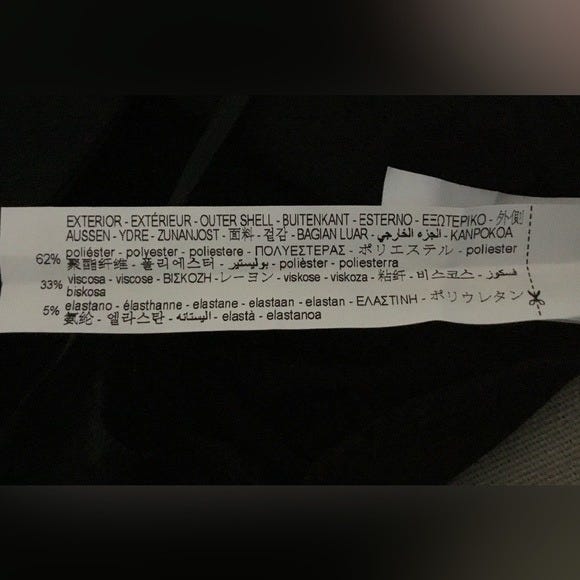 EXTERIOR - EXTÉRIEUR - OUTER SHELL - BUITENKANT - ESTERNO - ΕΞΩΤΕΡΙΚΟ - 外側
AUSSEN - YDRE - ZUNANJOST - 面料 - 겉감 - BAGIAN LUAR - الجزء الخارجي - KANPOKOA
62% poliéster - polyester - poliestere - ΠΟΛΥΕΣΤΕΡΑΣ - ポリエステル - poliester
聚酯纤维 - 폴리에스터 - بوليستير - polièster - poliesterra
33% viscosa - viscose - ΒΙΣΚΟΖΗ - レーヨン - viskose - viskoza - 粘纤 - 비스코스 - فسكوز
biskosa
5% elastano - élasthanne - elastane - elastaan - elastan - ΕΛΑΣΤΙΝΗ - ポリウレタン
氨纶 - 엘라스탄 - اليستانه - elastà - elastanoa